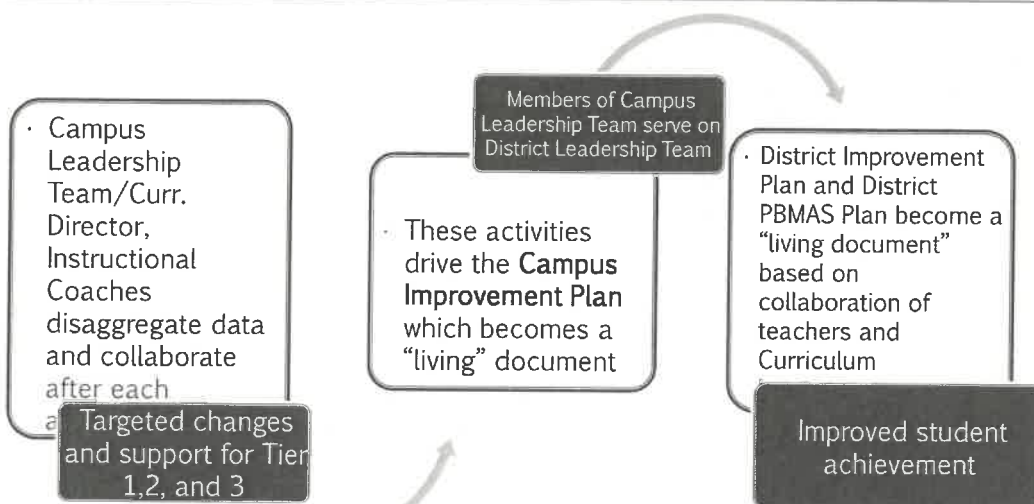 · Campus
Leadership
Team/Curr.
Director,
Instructional
Coaches
disaggregate data
and collaborate
after each
Targeted changes
and support for Tier
1,2, and 3
Members of Campus
Leadership Team serve on
District Leadership Team
· These activities
drive the Campus
Improvement Plan
which becomes a
“living” document
· District Improvement
Plan and District
PBMAS Plan become a
“living document”
based on
collaboration of
teachers and
Curriculum
Improved student
achievement